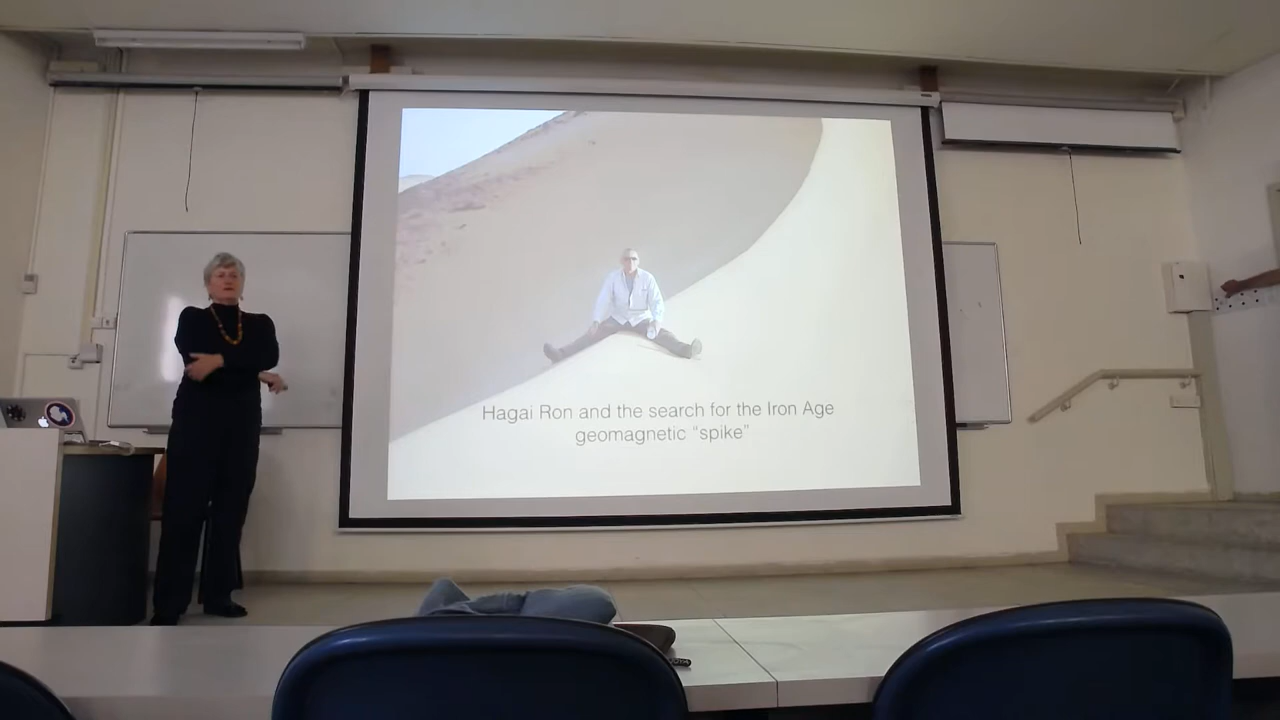 Hagai Ron and the search for the Iron Age
geomagnetic “spike”